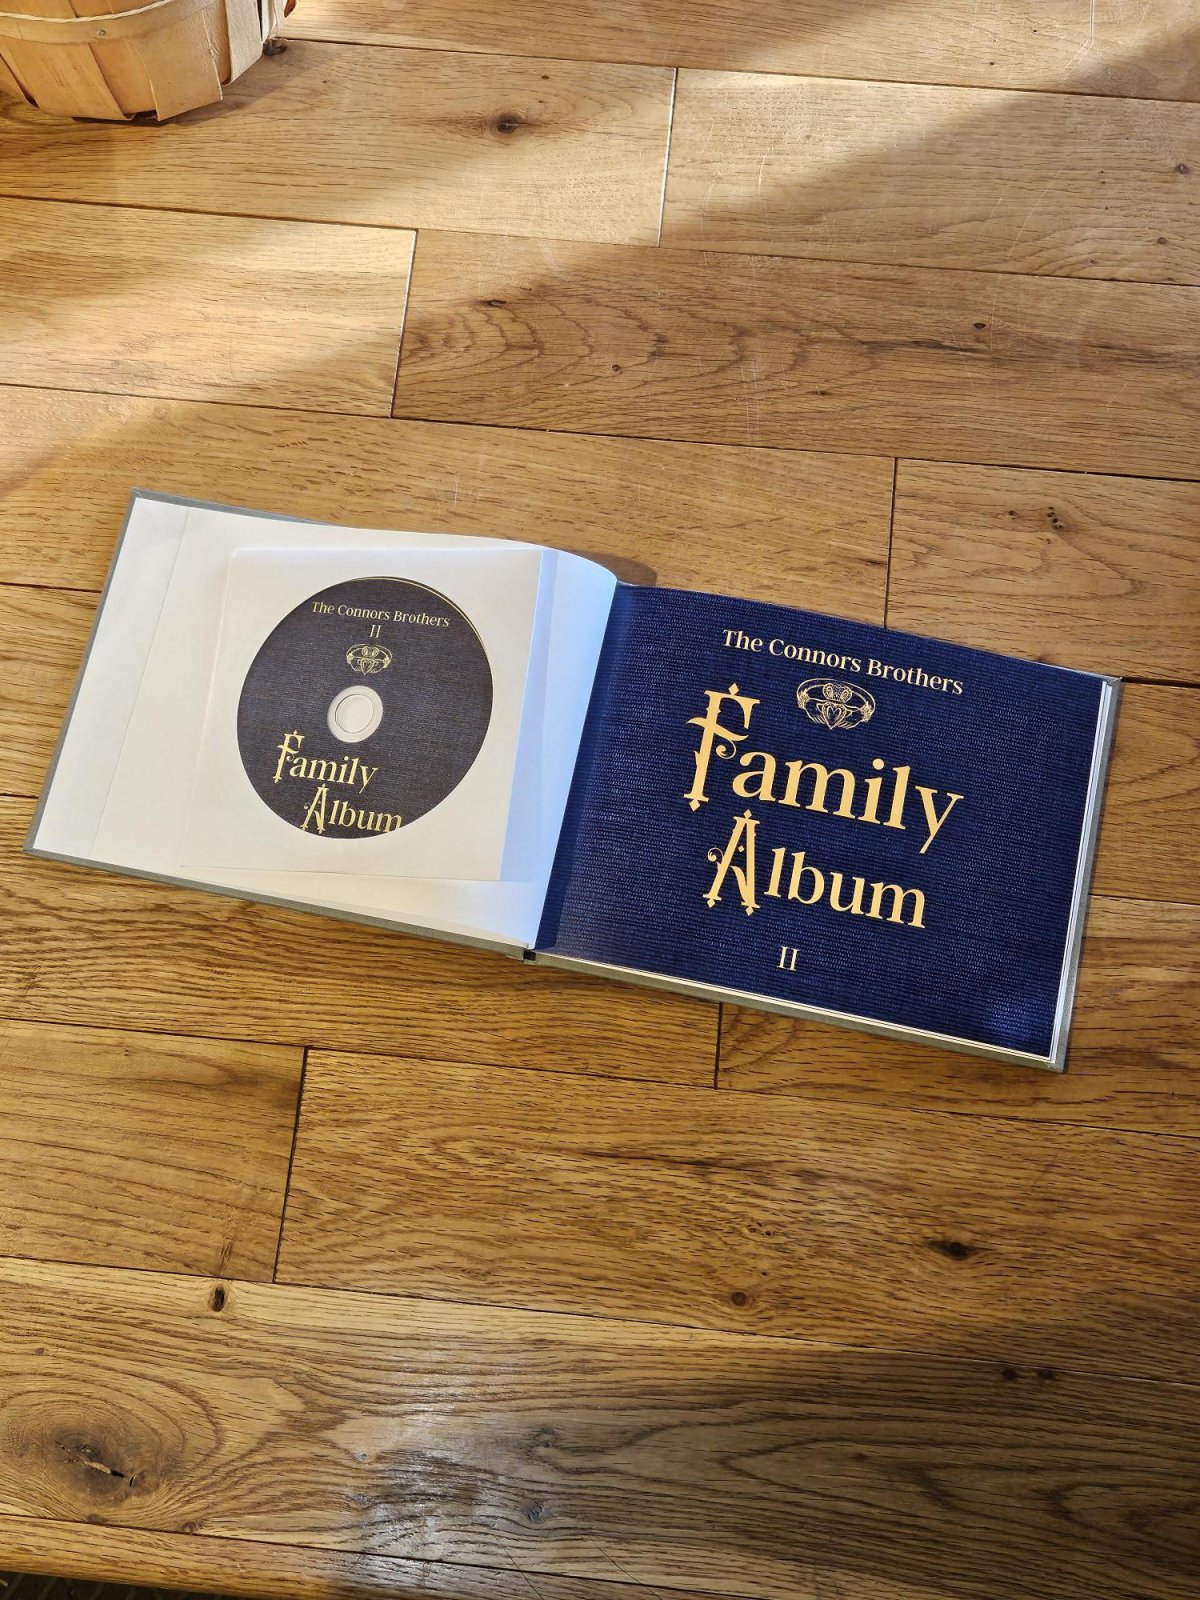 The Connors Brothers
II
Family
Album
The Connors Brothers
Family
Album
II